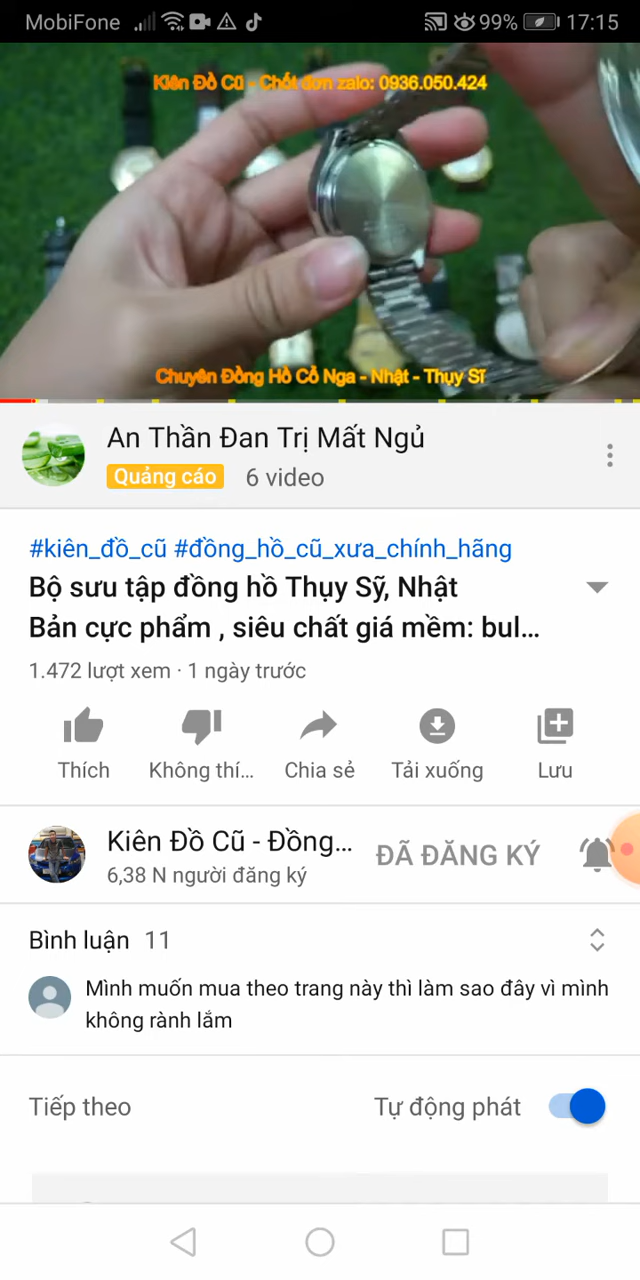 MobiFone 99% 17:15
Kiên Đồ Cũ - Chốt đơn zalo: 0936.050.424
Chuyên Đồng Hồ Cổ Nga - Nhật - Thụy Sĩ
An Thần Đan Trị Mất Ngủ
Quảng cáo 6 video
#kiên_đồ_cũ #đồng_hồ_cũ_xưa_chính_hãng
Bộ sưu tập đồng hồ Thụy Sỹ, Nhật
Bản cực phẩm , siêu chất giá mềm: bul...
1.472 lượt xem · 1 ngày trước
Thích Không thí... Chia sẻ Tải xuống Lưu
Kiên Đồ Cũ - Đồng... ĐÃ ĐĂNG KÝ
6,38 N người đăng ký
Bình luận 11
Mình muốn mua theo trang này thì làm sao đây vì mình
không rành lắm
Tiếp theo Tự động phát